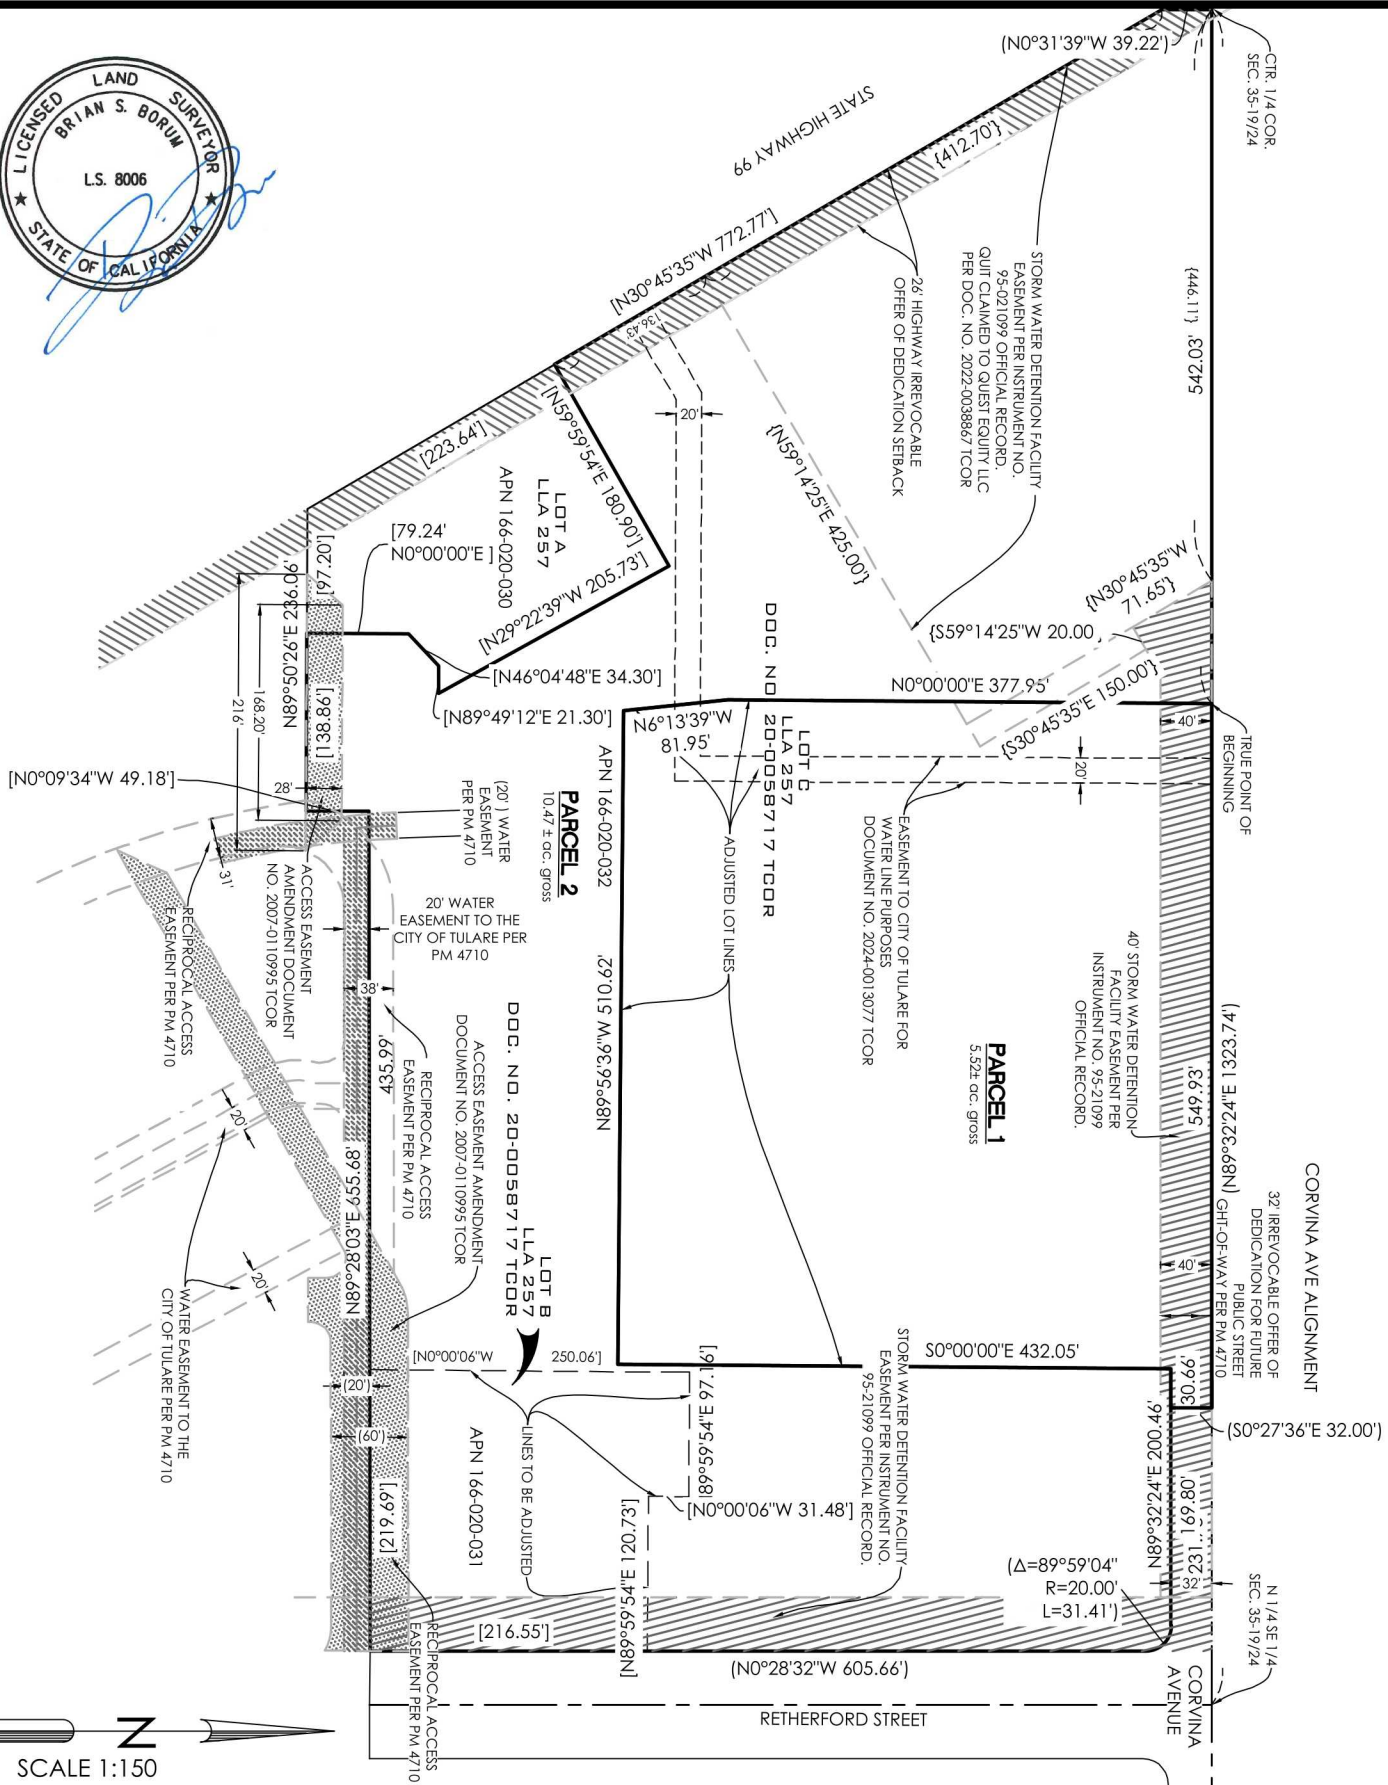 (N0°31'39"W 39.22')
CTR. 1/4 COR.
SEC. 35-19/24
LICENSED LAND SURVEYOR
BRIAN S. BORUM
L.S. 8006
STATE OF CALIFORNIA
STATE HIGHWAY 99
{412.70'}
[N30°45'35"W 772.77']
{446.11'} 542.03'
STORM WATER DETENTION FACILITY
EASEMENT PER INSTRUMENT NO.
95-021099 OFFICIAL RECORD.
QUIT CLAIMED TO QUEST EQUITY LLC
PER DOC. NO. 2022-0038867 TCOR
26' HIGHWAY IRREVOCABLE
OFFER OF DEDICATION SETBACK
136.43'
20'
{N59°14'25"E 425.00'}
[N59°59'54"E 180.90']
[223.64']
LOT A
LLA 257
APN 166-020-030
[79.24'
N0°00'00"E ]
[N29°22'39"W 205.73']
[20.97']
N89°50'26"E 236.06'
[138.86']
168.20'
216'
[N46°04'48"E 34.30']
[N89°49'12"E 21.30']
[N0°09'34"W 49.18']
28'
{N30°45'35"W
71.65'}
{S59°14'25"W 20.00
{S30°45'35"E 150.00'}
N0°00'00"E 377.95'
N6°13'39"W
81.95'
40'
TRUE POINT OF
BEGINNING
20'
LOT C
LLA 257
DOC. NO 20-0058717 TCOR
APN 166-020-032
PARCEL 2
10.47 ± ac. gross
(20') WATER
EASEMENT
PER PM 4710
ADJUSTED LOT LINES
EASEMENT TO CITY OF TULARE FOR
WATER LINE PURPOSES
DOCUMENT NO. 2024-0013077 TCOR
40' STORM WATER DETENTION
FACILITY EASEMENT PER
INSTRUMENT NO. 95-21099
OFFICIAL RECORD.
PARCEL 1
5.52± ac. gross
(N89°32'24"E 1323.74')
549.93'
CORVINA AVE ALIGNMENT
32' IRREVOCABLE OFFER OF
DEDICATION FOR FUTURE
PUBLIC STREET
GHT-OF-WAY PER PM 4710
N89°56'36"W 510.62'
31'
RECIPROCAL ACCESS
EASEMENT PER PM 4710
ACCESS EASEMENT
AMENDMENT DOCUMENT
NO. 2007-0110995 TCOR
20' WATER
EASEMENT TO THE
CITY OF TULARE PER
PM 4710
38'
435.99'
RECIPROCAL ACCESS
EASEMENT PER PM 4710
ACCESS EASEMENT AMENDMENT
DOCUMENT NO. 2007-0110995 TCOR
LOT B
LLA 257
DOC. NO. 20-0058717 TCOR
20'
20'
WATER EASEMENT TO THE
CITY OF TULARE PER PM 4710
N89°28'03"E 655.68'
40'
S0°00'00"E 432.05'
30.66'
(S0°27'36"E 32.00')
[N0°00'06"W 250.06']
(20')
(60')
[219.69']
LINES TO BE ADJUSTED
APN 166-020-031
I89°59'54"E 97.16']
[N0°00'06"W 31.48']
[N89°59'54"E 120.73']
STORM WATER DETENTION FACILITY
EASEMENT PER INSTRUMENT NO.
95-21099 OFFICIAL RECORD.
N89°32'24"E 200.46'
169.80'
32'
N 1/4 SE 1/4
SEC. 35-19/24
(Δ=89°59'04"
R=20.00'
L=31.41')
[216.55']
(N0°28'32"W 605.66')
RECIPROCAL ACCESS
EASEMENT PER PM 4710
RETHERFORD STREET
CORVINA
AVENUE
N
SCALE 1:150